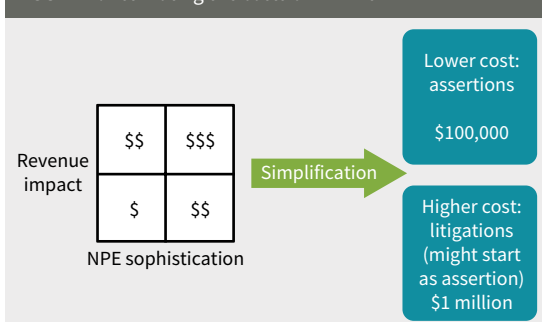 Lower cost:
assertions
$100,000
$$
$$$
Revenue
impact
Simplification
$
$$
NPE sophistication
Higher cost:
litigations
(might start
as assertion)
$1 million